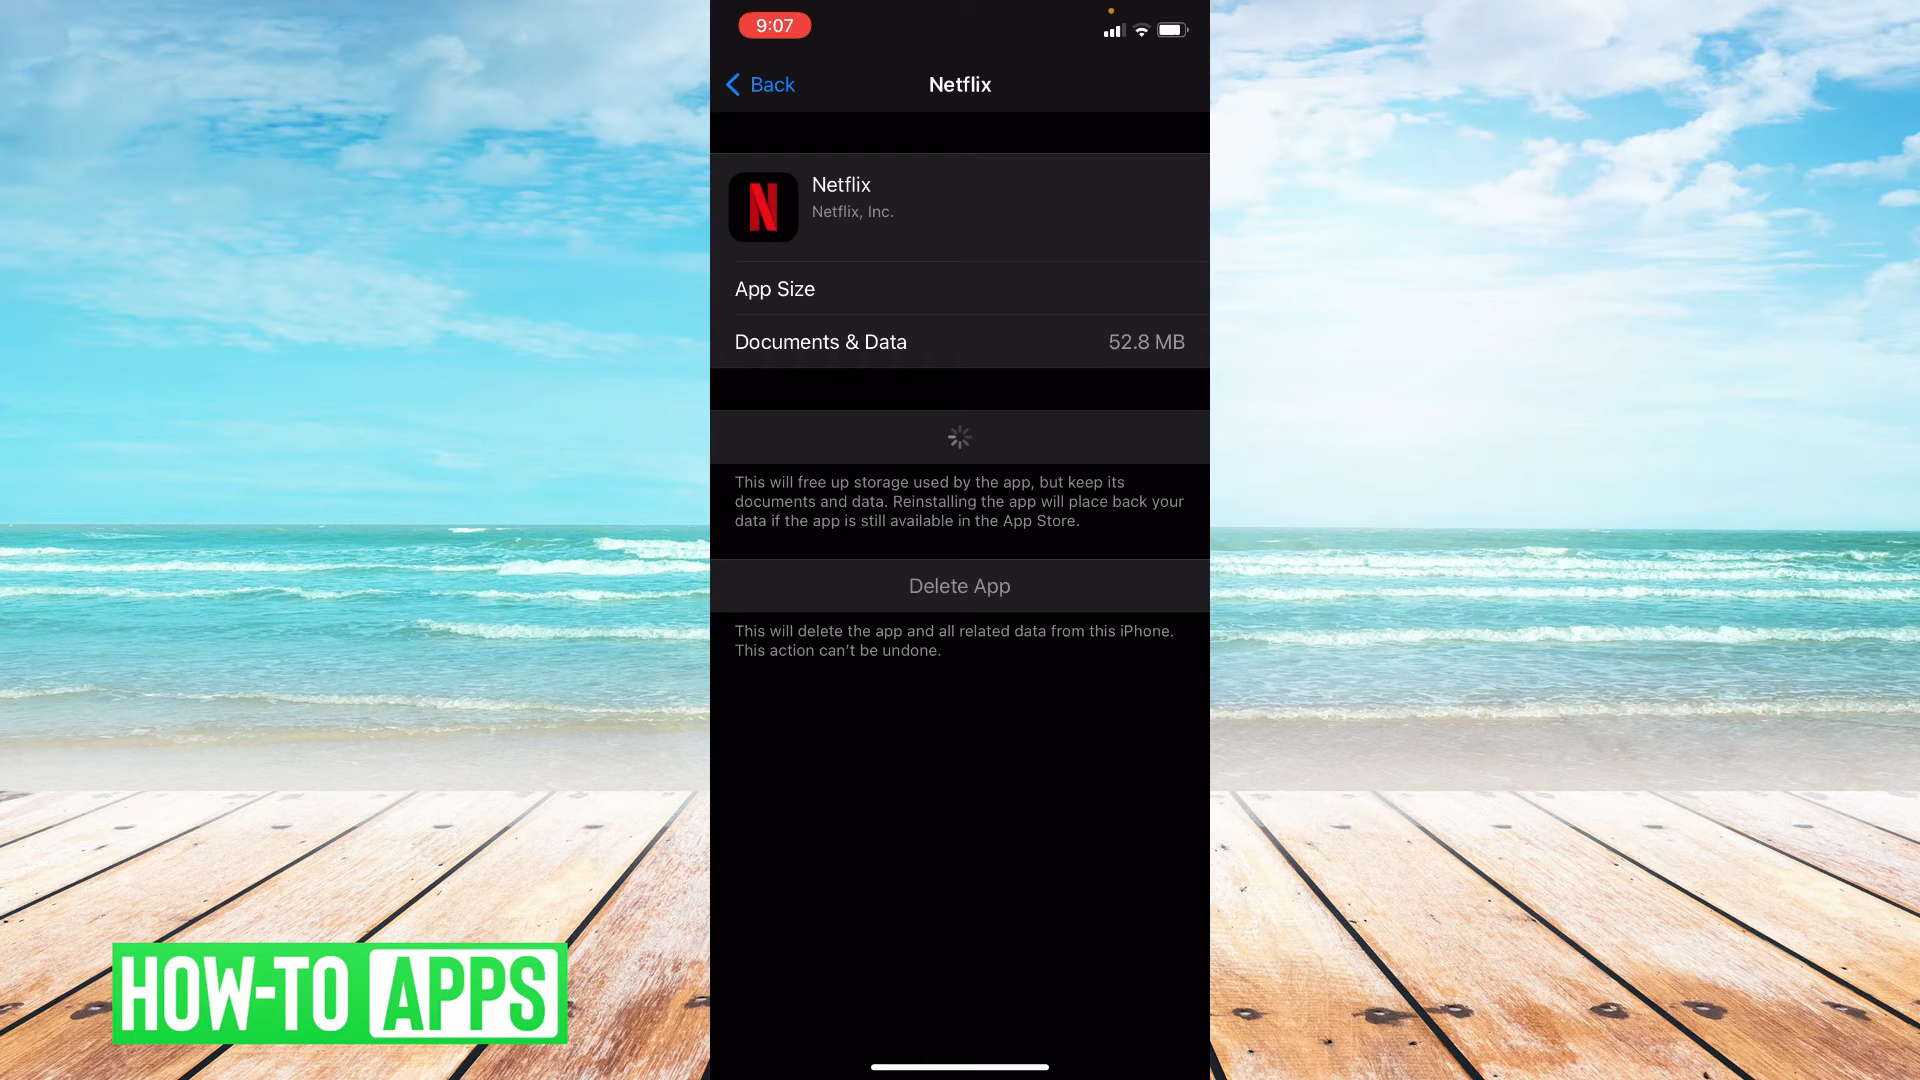 9:07
Back
Netflix
Netflix
Netflix, Inc.
App Size
Documents & Data 52.8 MB
This will free up storage used by the app, but keep its
documents and data. Reinstalling the app will place back your
data if the app is still available in the App Store.
Delete App
This will delete the app and all related data from this iPhone.
This action can't be undone.
HOW-TO APPS